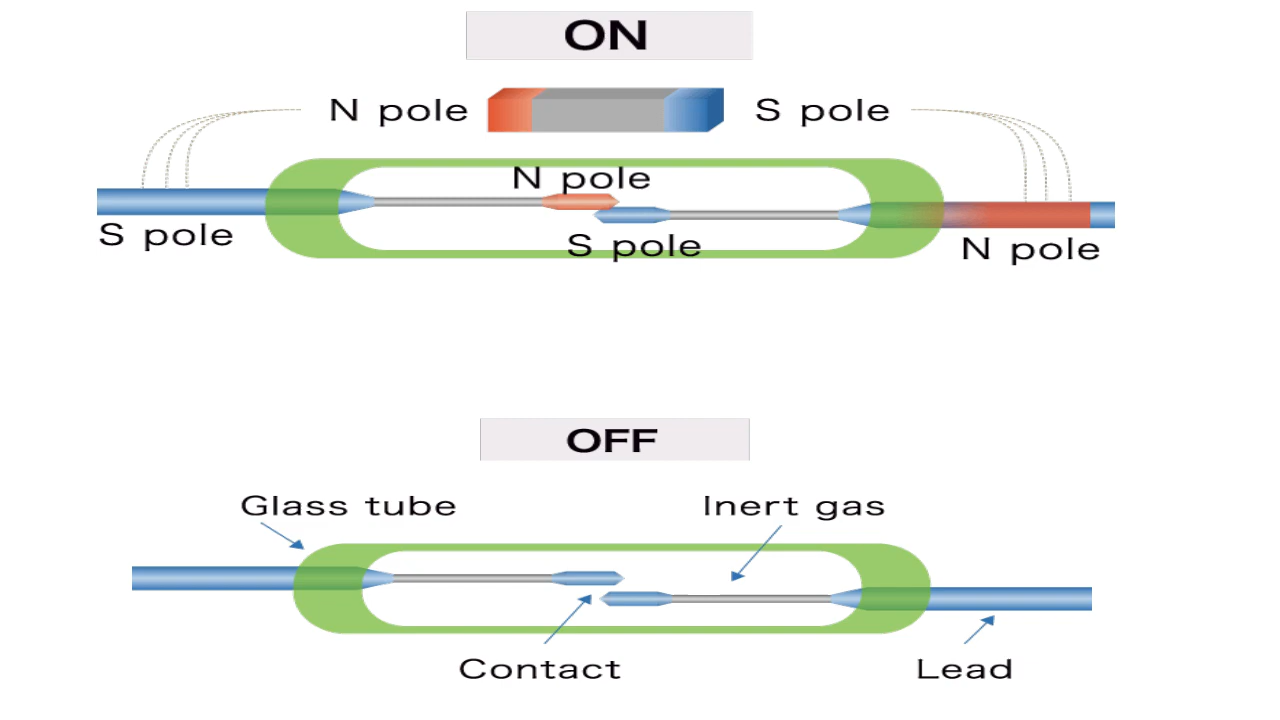 ON
N pole
S pole
N pole
S pole
S pole
N pole
OFF
Glass tube
Inert gas
Contact
Lead